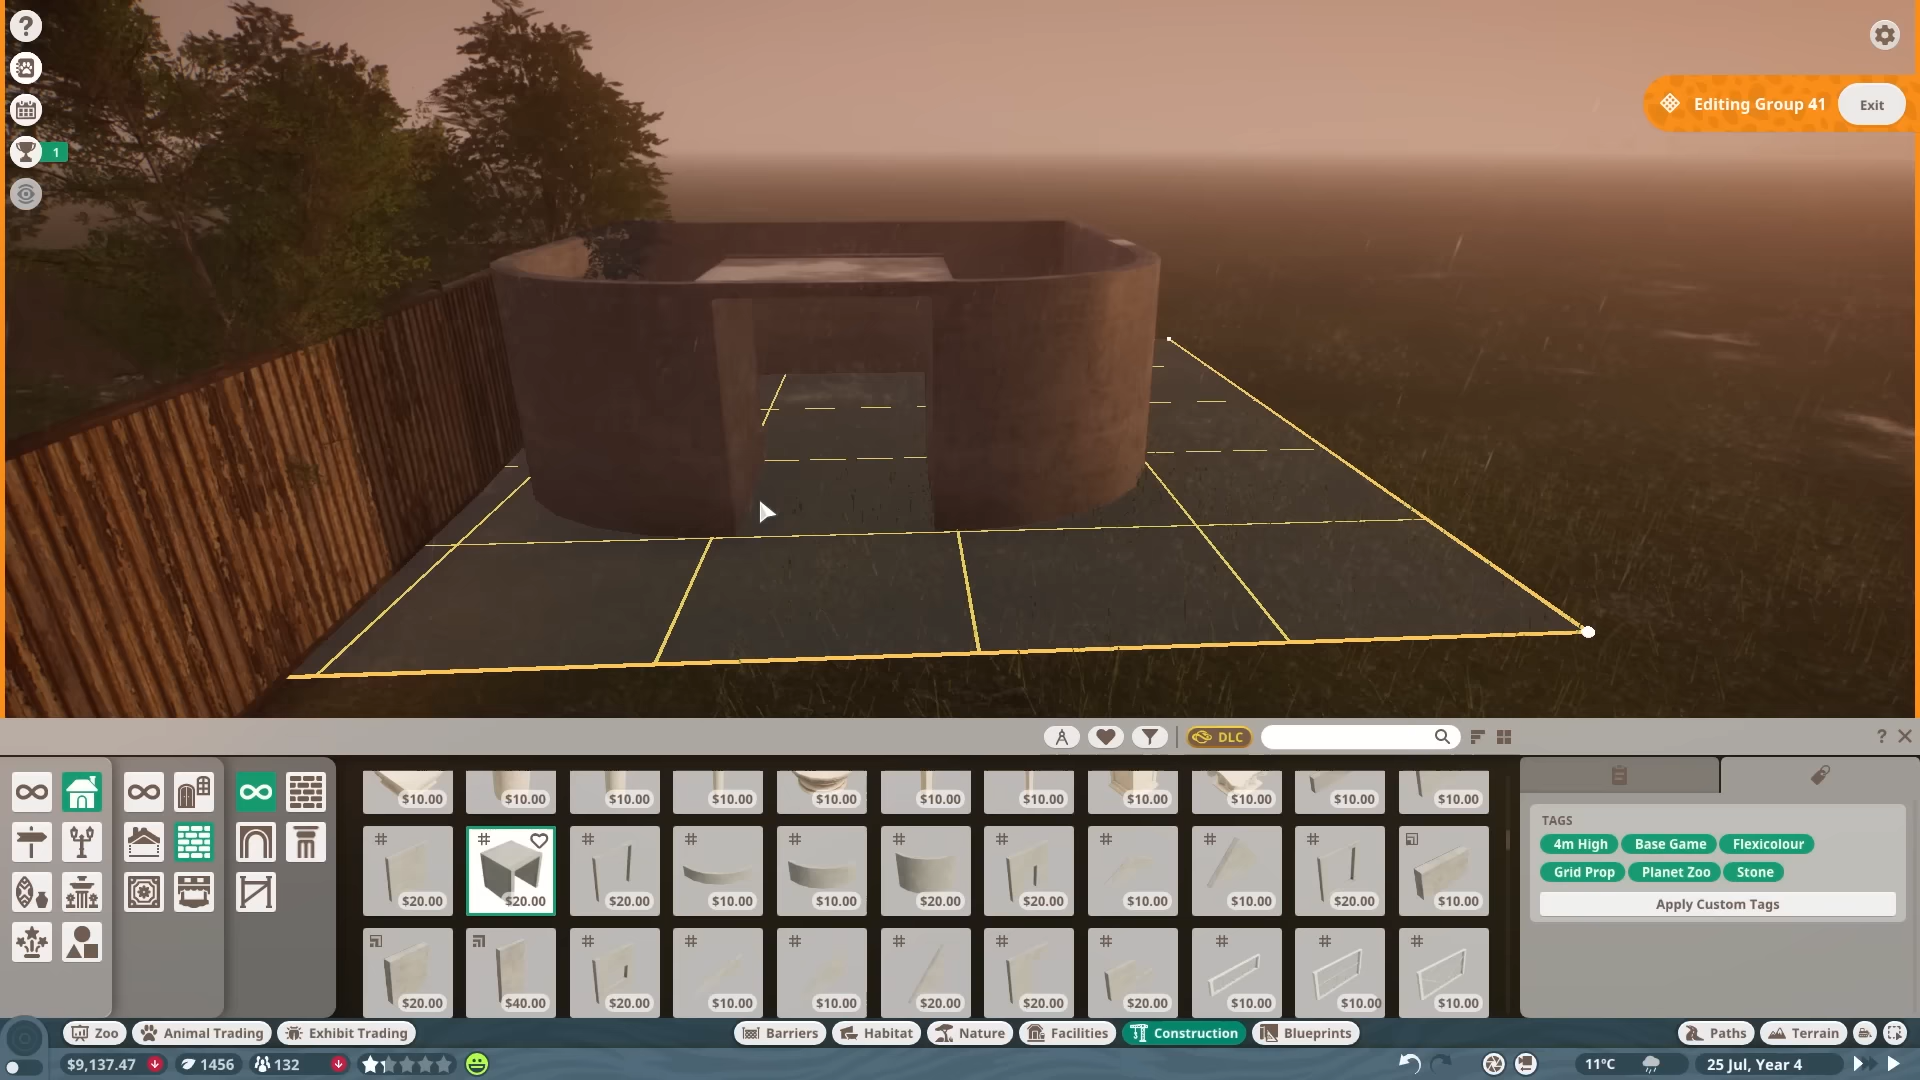 ?
Editing Group 41
Exit
1
DLC
?
$10.00 $10.00 $10.00 $10.00 $10.00 $10.00 $10.00 $10.00 $10.00 $10.00 $10.00
$20.00 $20.00 $20.00 $10.00 $10.00 $20.00 $20.00 $10.00 $10.00 $20.00 $10.00
$20.00 $40.00 $20.00 $10.00 $10.00 $20.00 $20.00 $20.00 $10.00 $10.00 $10.00
TAGS
4m High Base Game Flexicolour
Grid Prop Planet Zoo Stone
Apply Custom Tags
Zoo Animal Trading Exhibit Trading Barriers Habitat Nature Facilities Construction Blueprints Paths Terrain
$9,137.47 1456 132 11°C 25 Jul, Year 4